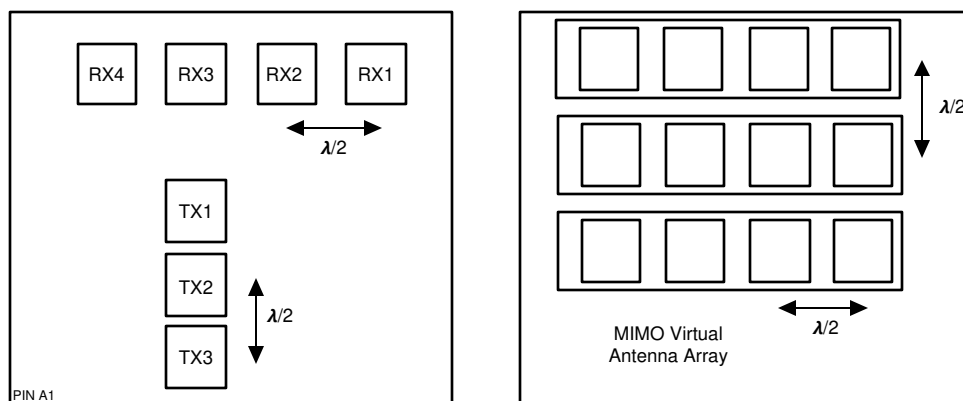 RX4 RX3 RX2 RX1
λ/2
TX1
TX2
λ/2
TX3
PIN A1
λ/2
λ/2
MIMO Virtual
Antenna Array